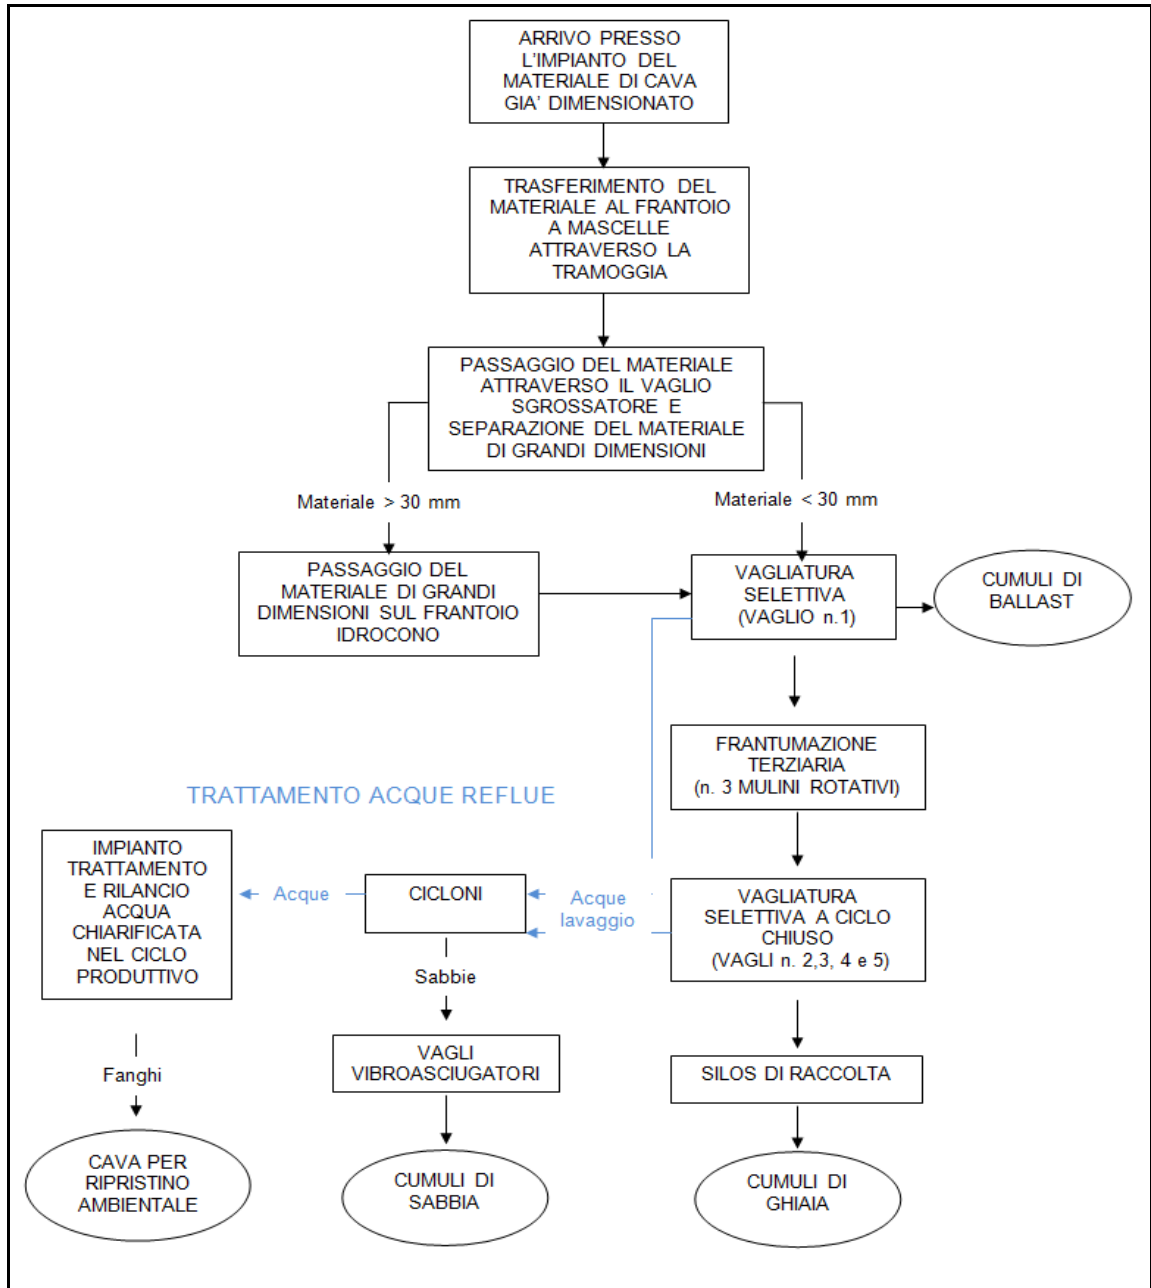 ARRIVO PRESSO
L'IMPIANTO DEL
MATERIALE DI CAVA
GIA' DIMENSIONATO
TRASFERIMENTO DEL
MATERIALE AL FRANTOIO
A MASCELLE
ATTRAVERSO LA
TRAMOGGIA
PASSAGGIO DEL MATERIALE
ATTRAVERSO IL VAGLIO
SGROSSATORE E
SEPARAZIONE DEL MATERIALE
DI GRANDI DIMENSIONI
Materiale > 30 mm
Materiale < 30 mm
PASSAGGIO DEL
MATERIALE DI GRANDI
DIMENSIONI SUL FRANTOIO
IDROCONO
VAGLIATURA
SELETTIVA
(VAGLIO n.1)
CUMULI DI
BALLAST
FRANTUMAZIONE
TERZIARIA
(n. 3 MULINI ROTATIVI)
TRATTAMENTO ACQUE REFLUE
IMPIANTO
TRATTAMENTO
E RILANCIO
ACQUA
CHIARIFICATA
NEL CICLO
PRODUTTIVO
Acque
CICLONI
Acque
lavaggio
VAGLIATURA
SELETTIVA A CICLO
CHIUSO
(VAGLI n. 2,3, 4 e 5)
Sabbie
Fanghi
VAGLI
VIBROASCIUGATORI
SILOS DI RACCOLTA
CAVA PER
RIPRISTINO
AMBIENTALE
CUMULI DI
SABBIA
CUMULI DI
GHIAIA